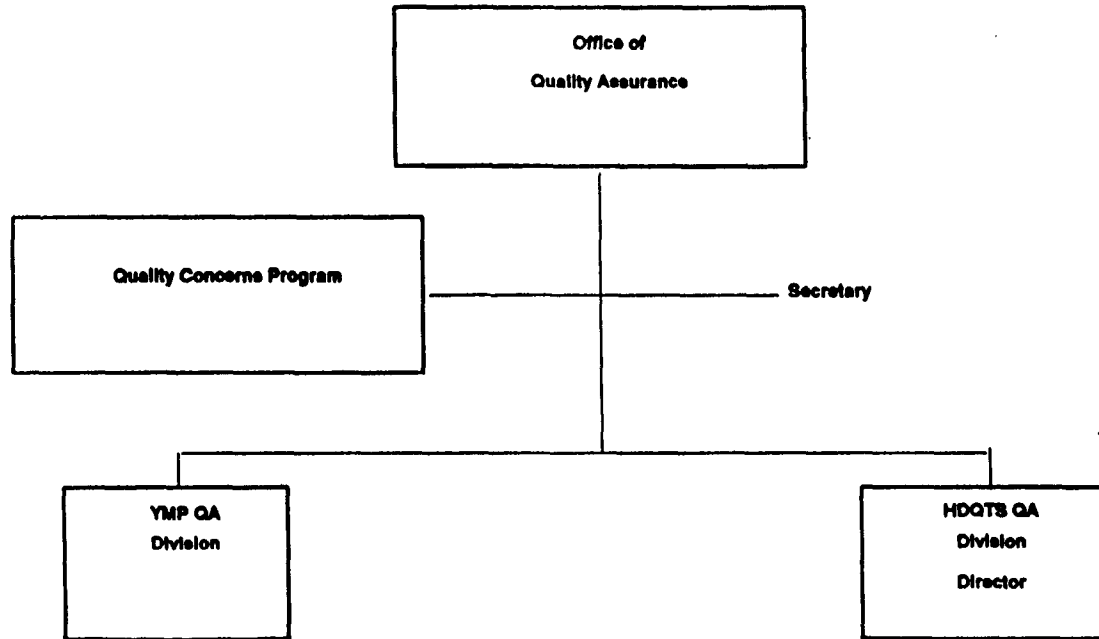 Office of
Quality Assurance
Quality Concerns Program
Secretary
YMP QA
Division
HDQTS QA
Division
Director